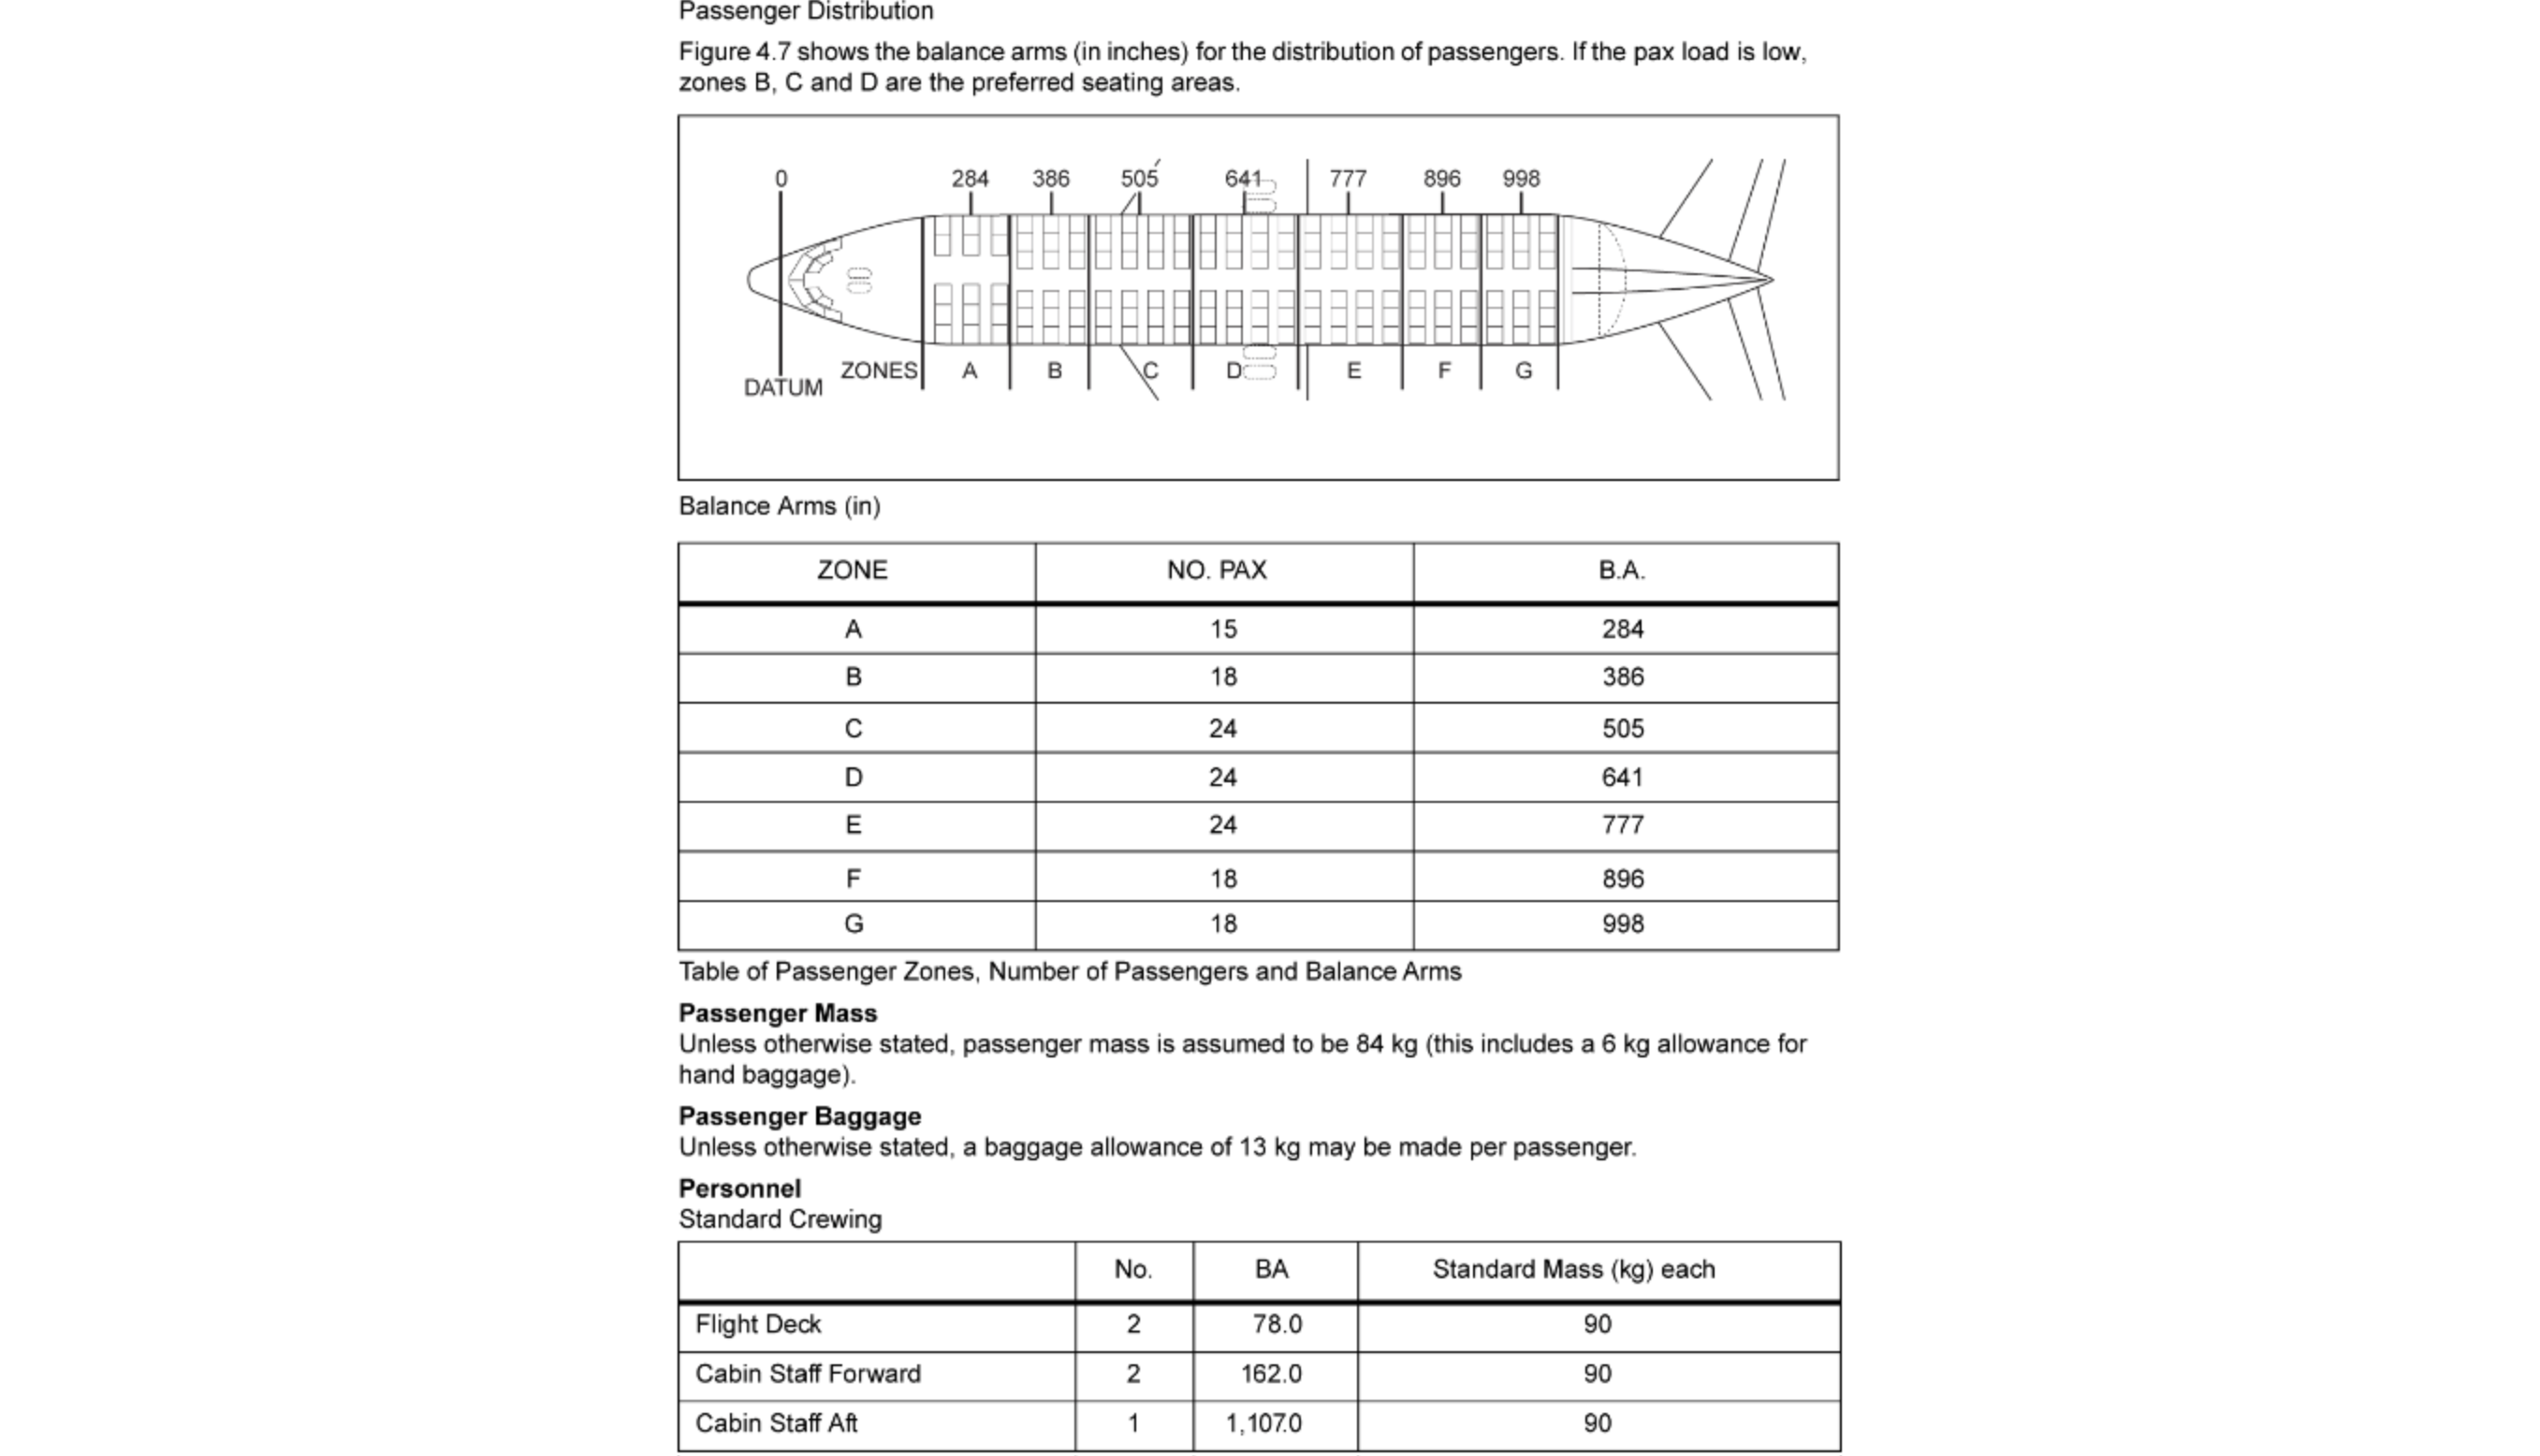 Passenger Distribution
Figure 4.7 shows the balance arms (in inches) for the distribution of passengers. If the pax load is low,
zones B, C and D are the preferred seating areas.
0 284 386 505 641 777 896 998
ZONES A B C D E F G
DATUM
Balance Arms (in)
ZONE NO. PAX B.A.
A 15 284
B 18 386
C 24 505
D 24 641
E 24 777
F 18 896
G 18 998
Table of Passenger Zones, Number of Passengers and Balance Arms
Passenger Mass
Unless otherwise stated, passenger mass is assumed to be 84 kg (this includes a 6 kg allowance for
hand baggage).
Passenger Baggage
Unless otherwise stated, a baggage allowance of 13 kg may be made per passenger.
Personnel
Standard Crewing
No. BA Standard Mass (kg) each
Flight Deck 2 78.0 90
Cabin Staff Forward 2 162.0 90
Cabin Staff Aft 1 1,107.0 90